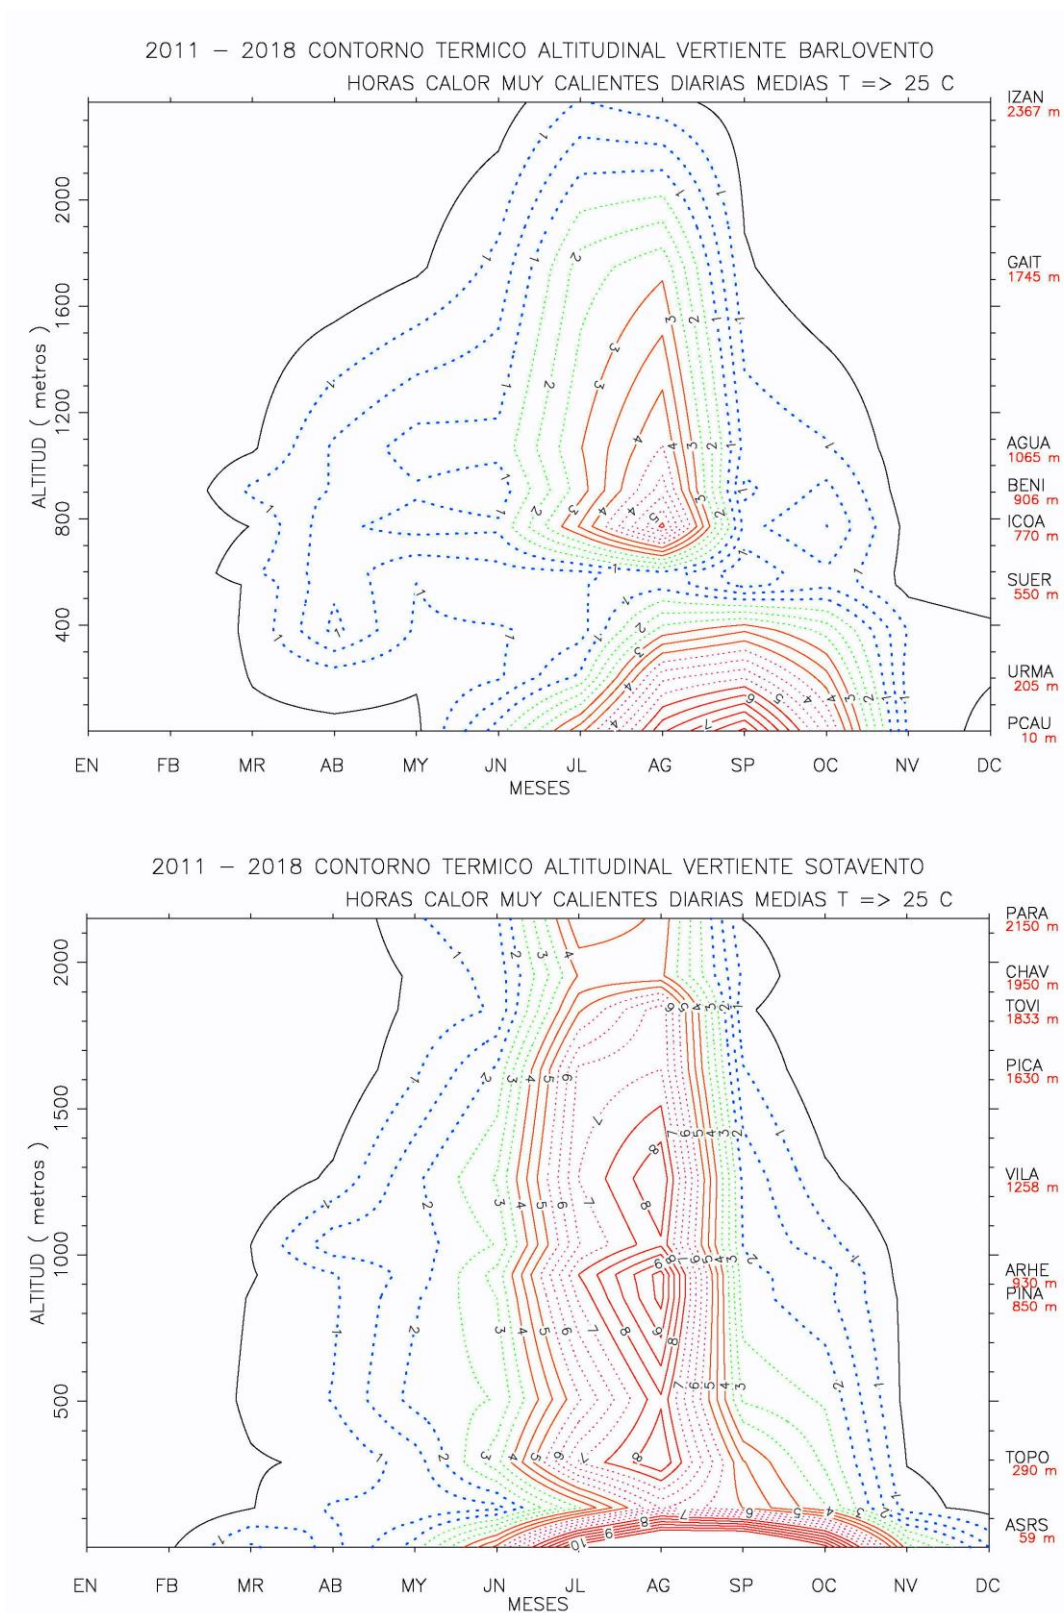 2011 – 2018 CONTORNO TERMICO ALTITUDINAL VERTIENTE BARLOVENTO
HORAS CALOR MUY CALIENTES DIARIAS MEDIAS T => 25 C
ALTITUD ( metros )
2000
1600
1200
800
400
IZAN
2367 m
GAIT
1745 m
AGUA
1065 m
BENI
906 m
ICOA
770 m
SUER
550 m
URMA
205 m
PCAU
10 m
EN FB MR AB MY JN JL AG SP OC NV DC
MESES
2011 – 2018 CONTORNO TERMICO ALTITUDINAL VERTIENTE SOTAVENTO
HORAS CALOR MUY CALIENTES DIARIAS MEDIAS T => 25 C
ALTITUD ( metros )
2000
1500
1000
500
PARA
2150 m
CHAV
1950 m
TOVI
1833 m
PICA
1630 m
VILA
1258 m
ARHE
930 m
PINA
850 m
TOPO
290 m
ASRS
59 m
EN FB MR AB MY JN JL AG SP OC NV DC
MESES